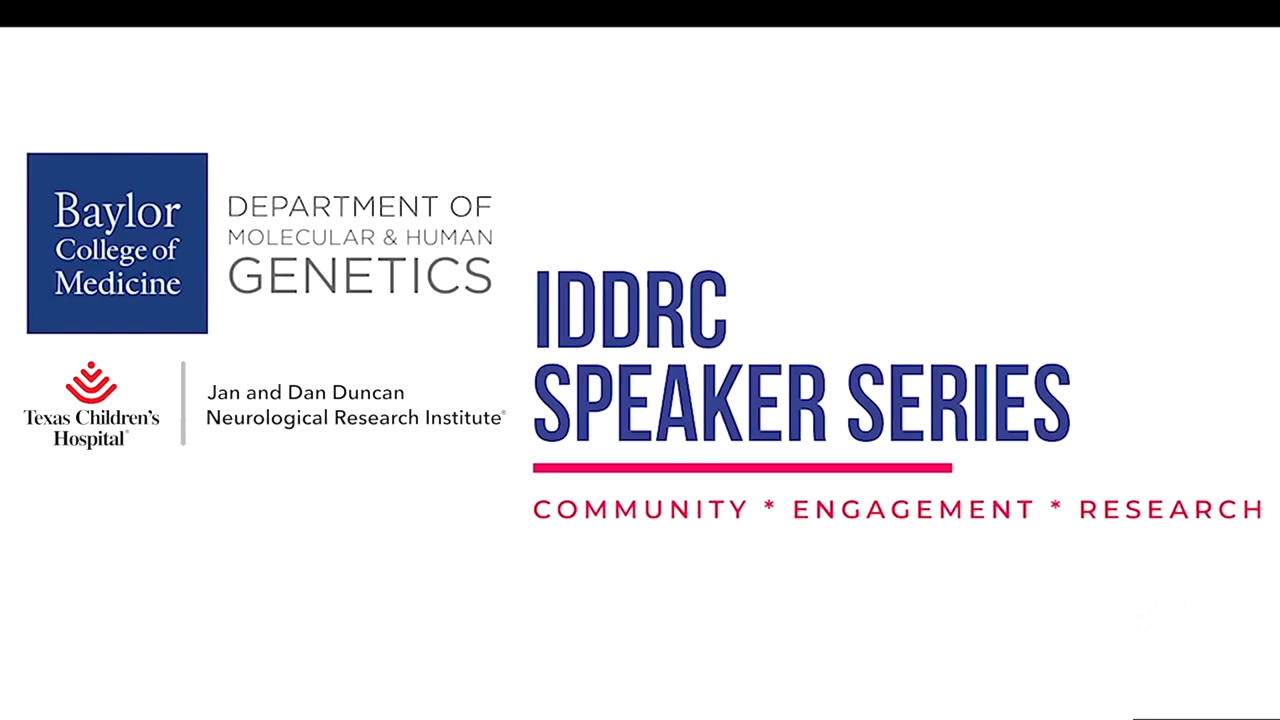 Baylor
College of
Medicine
DEPARTMENT OF
MOLECULAR & HUMAN
GENETICS
Texas Children's
Hospital®
Jan and Dan Duncan
Neurological Research Institute®
IDDRC
SPEAKER SERIES
COMMUNITY * ENGAGEMENT * RESEARCH